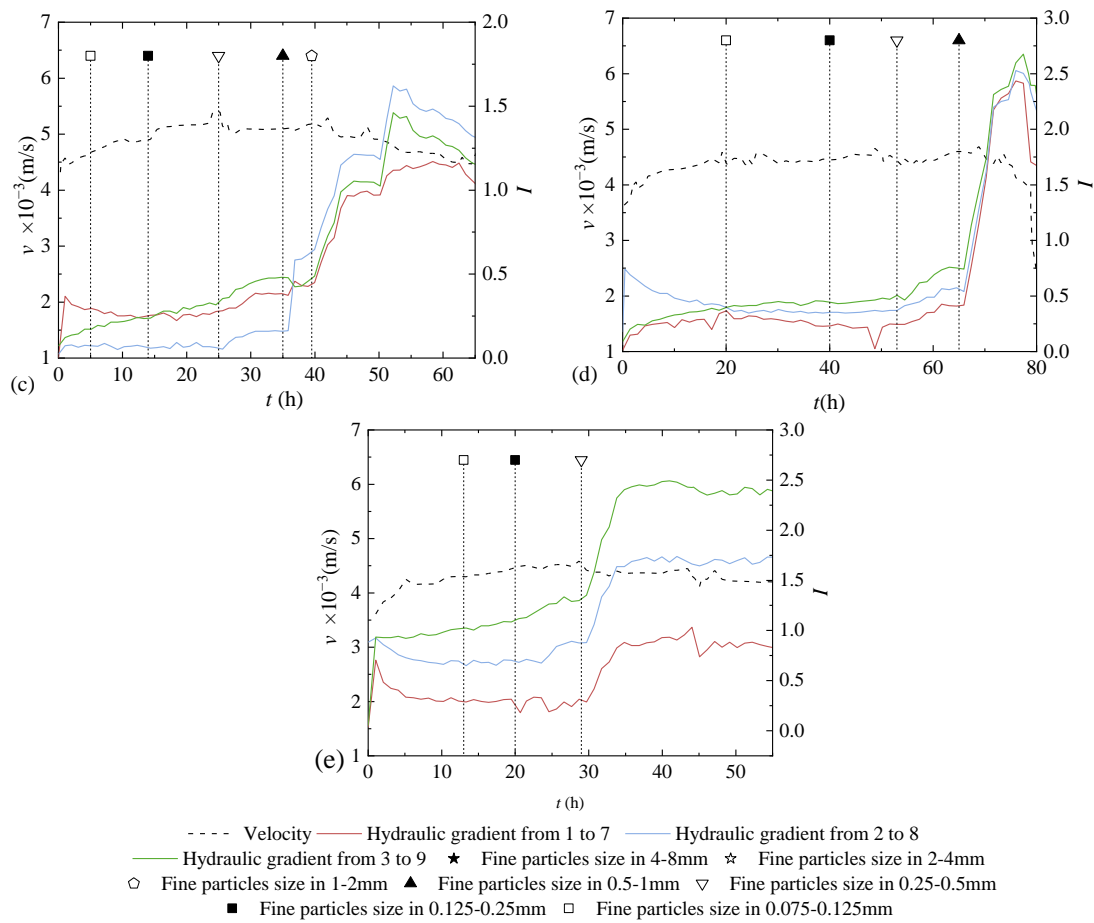 7
6
5
4
3
2
1
v ×10⁻³(m/s)
2.0
1.5
1.0
0.5
0.0
I
0 10 20 30 40 50 60
(c)
t (h)
7
6
5
4
3
2
1
v ×10⁻³(m/s)
3.0
2.5
2.0
1.5
1.0
0.5
0.0
I
0 10 20 30 40 50 60 70 80
(d)
t(h)
7
6
5
4
3
2
1
v ×10⁻³(m/s)
3.0
2.5
2.0
1.5
1.0
0.5
0.0
I
0 10 20 30 40 50
(e)
t (h)
Velocity Hydraulic gradient from 1 to 7 Hydraulic gradient from 2 to 8
Hydraulic gradient from 3 to 9 Fine particles size in 4-8mm Fine particles size in 2-4mm
Fine particles size in 1-2mm Fine particles size in 0.5-1mm Fine particles size in 0.25-0.5mm
Fine particles size in 0.125-0.25mm Fine particles size in 0.075-0.125mm